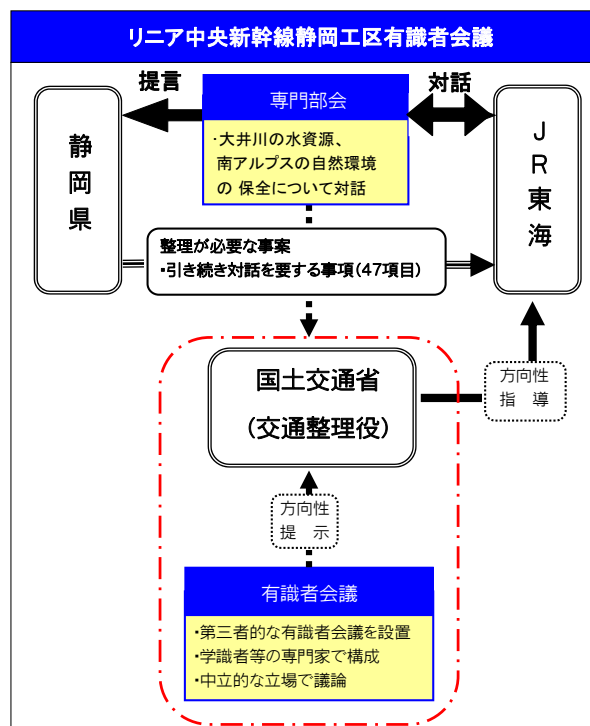 リニア中央新幹線静岡工区有識者会議
提言
専門部会
対話
静岡県
・大井川の水資源、
南アルプスの自然環境
の 保全について対話
JR東海
整理が必要な事案
・引き続き対話を要する事項(47項目)
国土交通省
(交通整理役)
方向性
指 導
方向性
提 示
有識者会議
・第三者的な有識者会議を設置
・学識者等の専門家で構成
・中立的な立場で議論